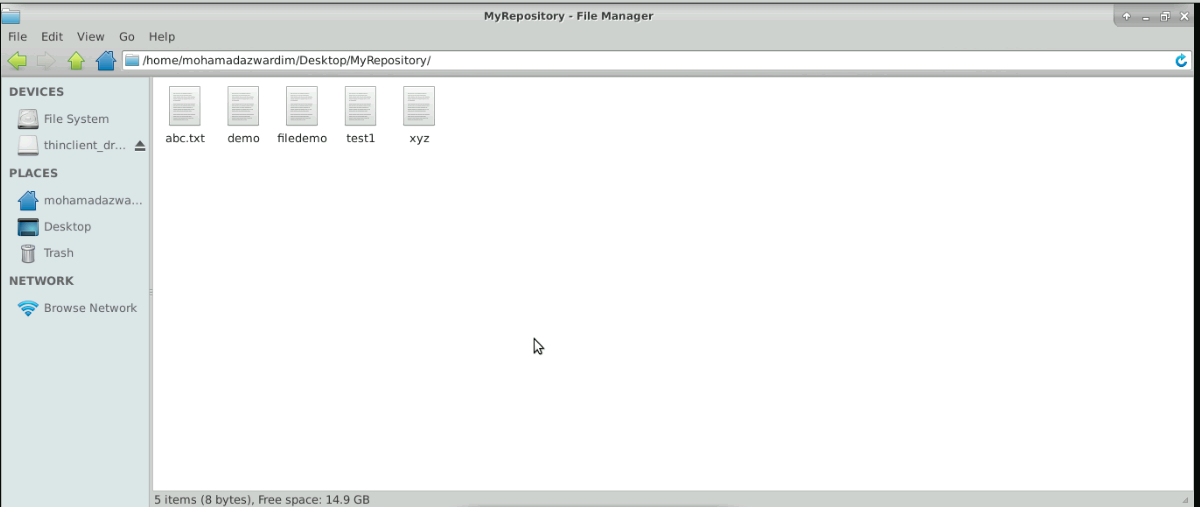 MyRepository - File Manager
File Edit View Go Help
/home/mohamadazwardim/Desktop/MyRepository/
DEVICES
File System
thinclient_dr...
PLACES
mohamadazwa...
Desktop
Trash
NETWORK
Browse Network
abc.txt demo filedemo test1 xyz
5 items (8 bytes), Free space: 14.9 GB